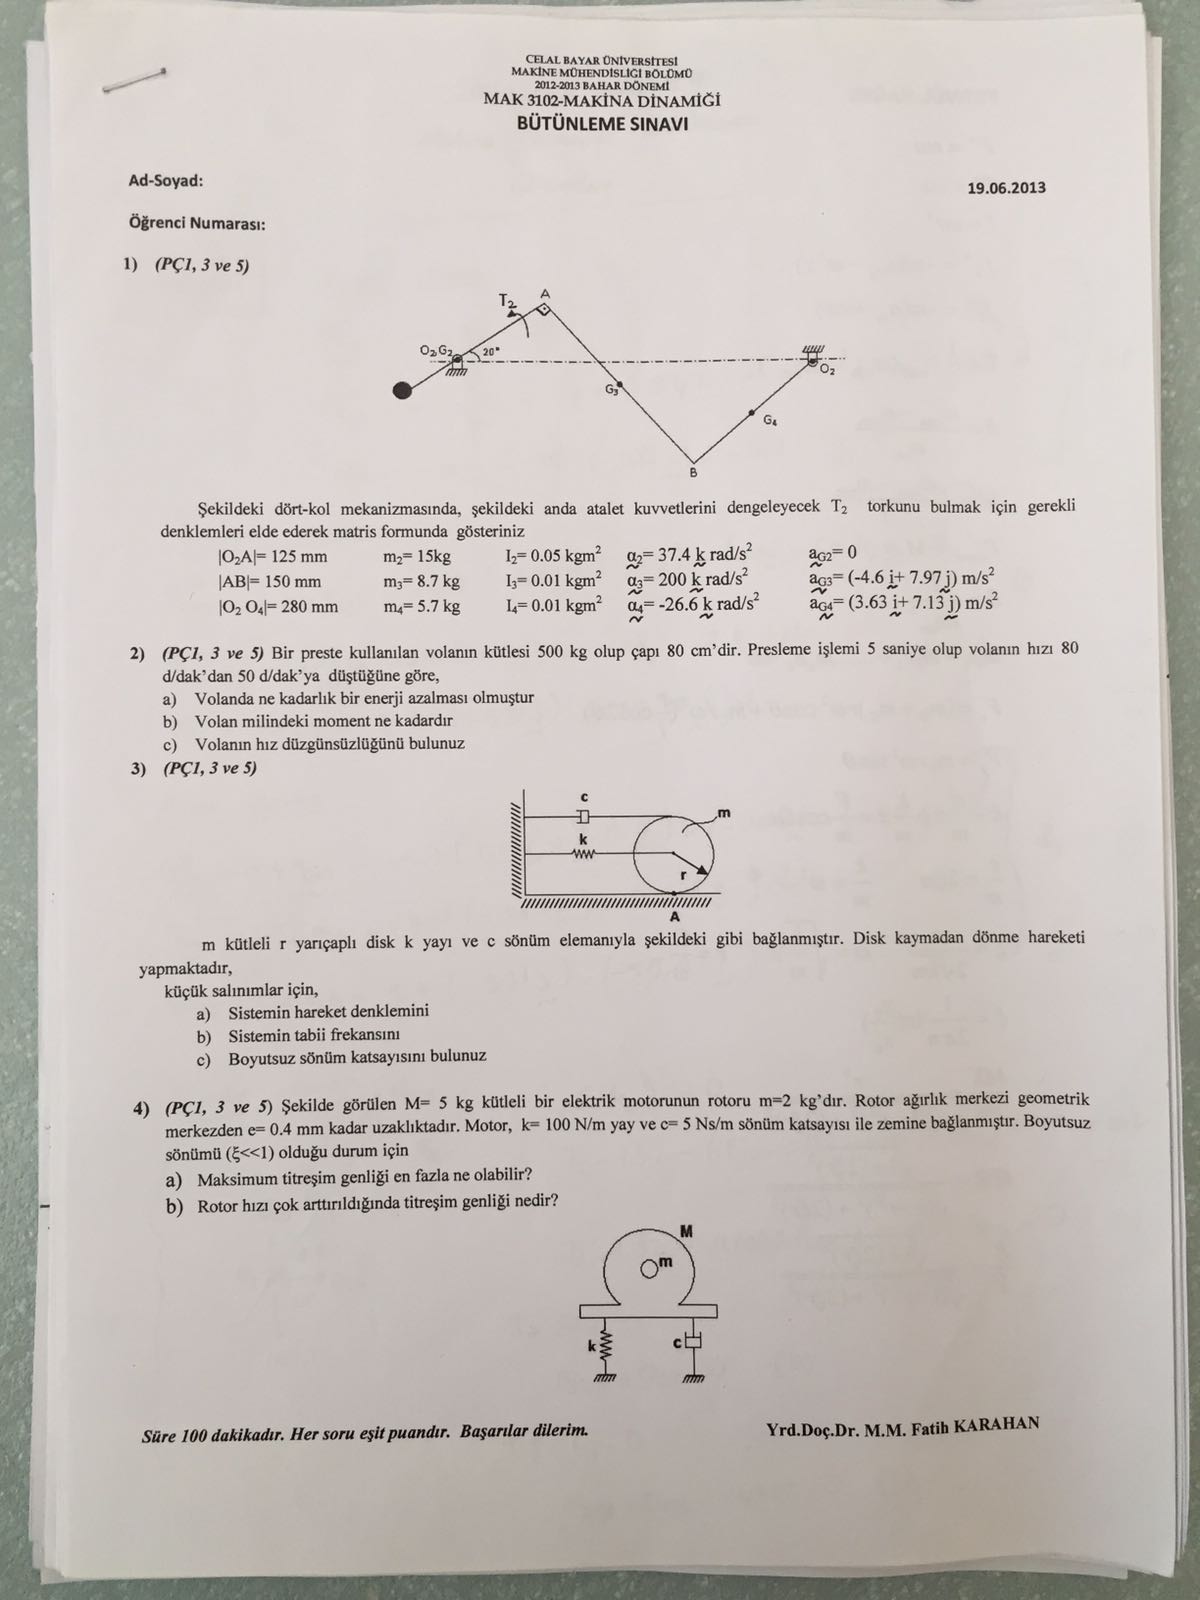 CELAL BAYAR ÜNİVERSİTESİ
MAKİNE MÜHENDİSLİĞİ BÖLÜMÜ
2012-2013 BAHAR DÖNEMİ
MAK 3102-MAKİNA DİNAMİĞİ
BÜTÜNLEME SINAVI
Ad-Soyad:
19.06.2013
Öğrenci Numarası:
1) (PÇ1, 3 ve 5)
T2 A
O2,G2 20° O2
G3
G4
B
Şekildeki dört-kol mekanizmasında, şekildeki anda atalet kuvvetlerini dengeleyecek T2 torkunu bulmak için gerekli
denklemleri elde ederek matris formunda gösteriniz
|O2A|= 125 mm m2= 15kg I2= 0.05 kgm² α2= 37.4 k rad/s² aG2= 0
|AB|= 150 mm m3= 8.7 kg I3= 0.01 kgm² α3= 200 k rad/s² aG3= (-4.6 i+ 7.97 j) m/s²
|O2 O4|= 280 mm m4= 5.7 kg I4= 0.01 kgm² α4= -26.6 k rad/s² aG4= (3.63 i+ 7.13 j) m/s²
2) (PÇ1, 3 ve 5) Bir preste kullanılan volanın kütlesi 500 kg olup çapı 80 cm'dir. Presleme işlemi 5 saniye olup volanın hızı 80
d/dak'dan 50 d/dak'ya düştüğüne göre,
a) Volanda ne kadarlık bir enerji azalması olmuştur
b) Volan milindeki moment ne kadardır
c) Volanın hız düzgünsüzlüğünü bulunuz
3) (PÇ1, 3 ve 5)
c
m
k
r
A
m kütleli r yarıçaplı disk k yayı ve c sönüm elemanıyla şekildeki gibi bağlanmıştır. Disk kaymadan dönme hareketi
yapmaktadır,
küçük salınımlar için,
a) Sistemin hareket denklemini
b) Sistemin tabii frekansını
c) Boyutsuz sönüm katsayısını bulunuz
4) (PÇ1, 3 ve 5) Şekilde görülen M= 5 kg kütleli bir elektrik motorunun rotoru m=2 kg'dır. Rotor ağırlık merkezi geometrik
merkezden e= 0.4 mm kadar uzaklıktadır. Motor, k= 100 N/m yay ve c= 5 Ns/m sönüm katsayısı ile zemine bağlanmıştır. Boyutsuz
sönümü (ξ<<1) olduğu durum için
a) Maksimum titreşim genliği en fazla ne olabilir?
b) Rotor hızı çok arttırıldığında titreşim genliği nedir?
M
m
k c
Süre 100 dakikadır. Her soru eşit puandır. Başarılar dilerim.
Yrd.Doç.Dr. M.M. Fatih KARAHAN